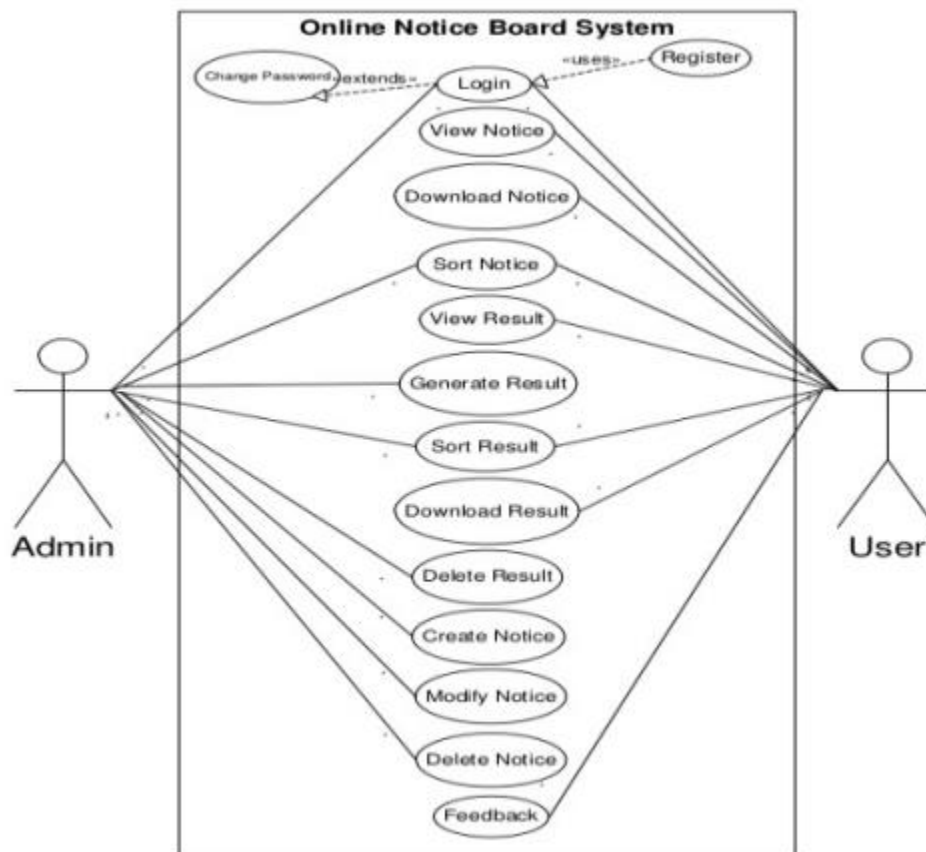 Online Notice Board System
Change Password
«extends»
Login
«uses»
Register
View Notice
Download Notice
Sort Notice
View Result
Generate Result
Sort Result
Download Result
Delete Result
Create Notice
Modify Notice
Delete Notice
Feedback
Admin
User